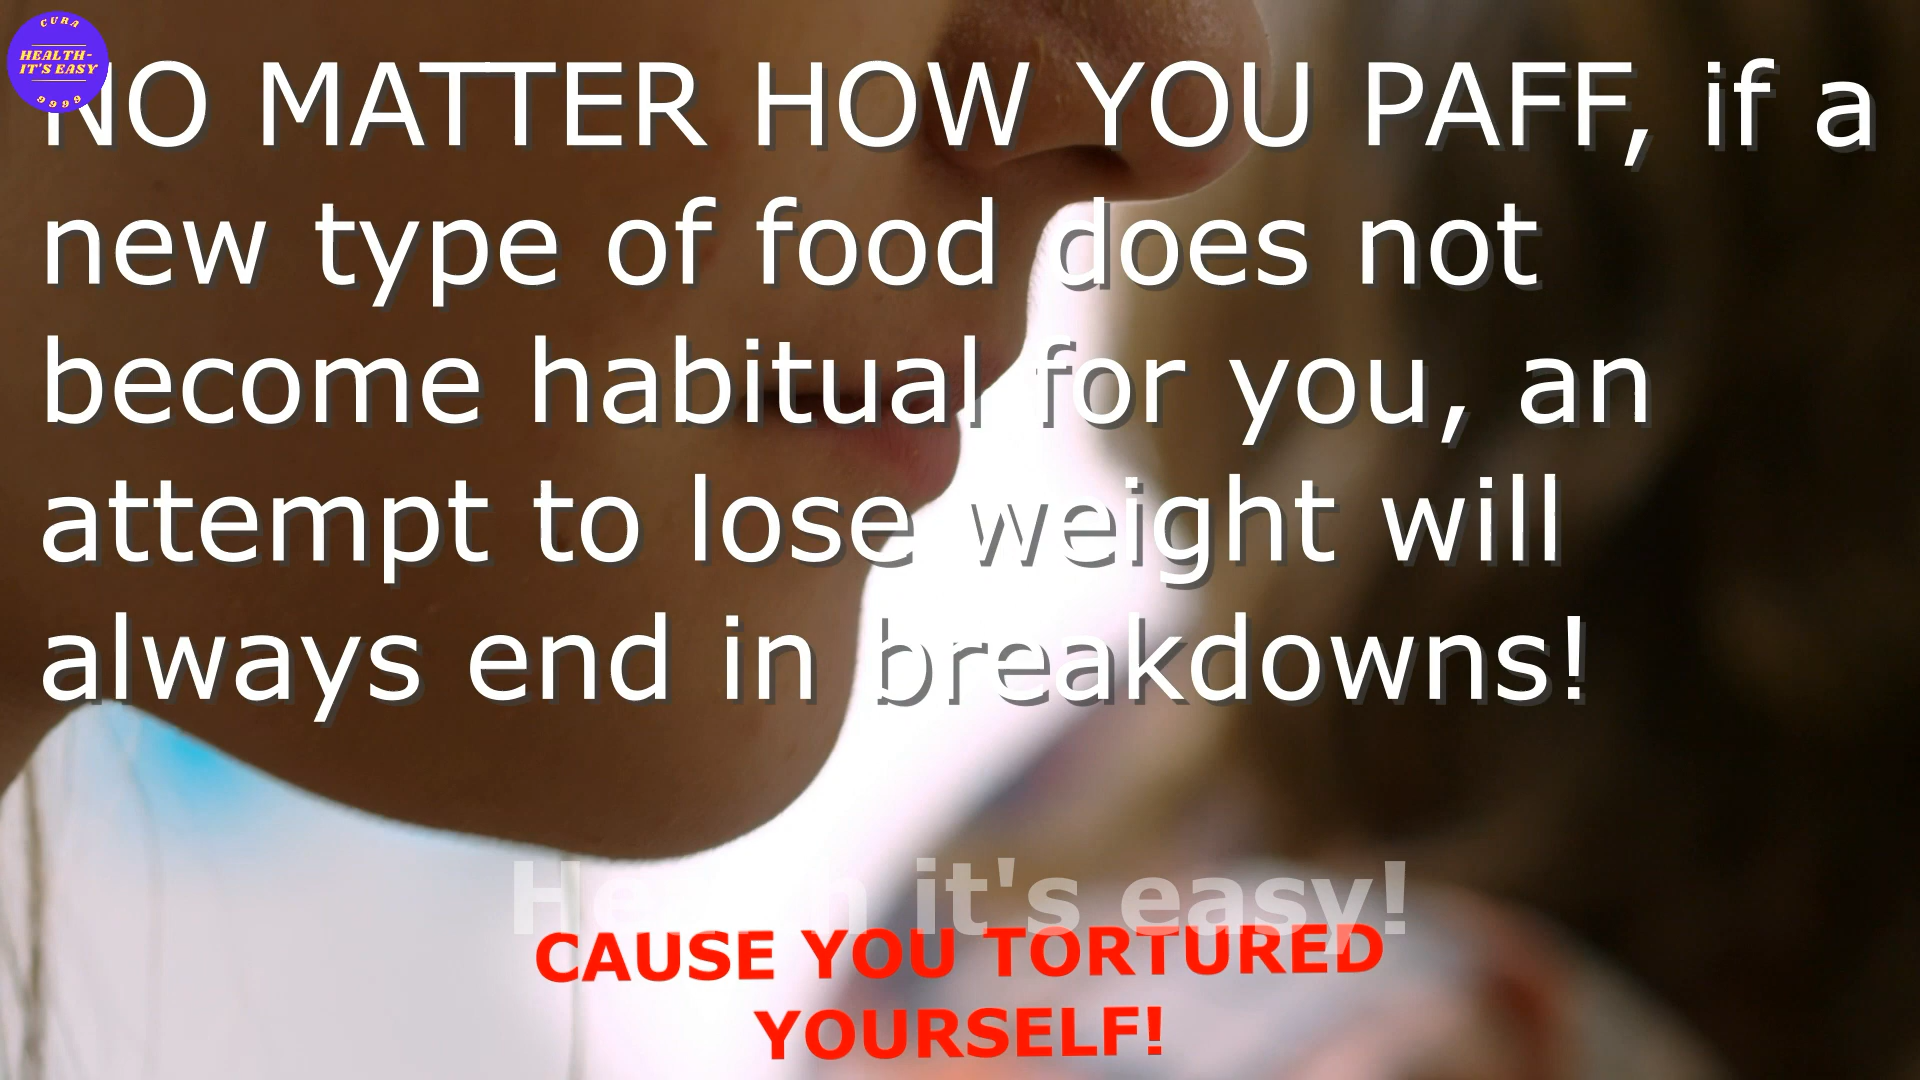 CURA
HEALTH-
IT'S EASY
9999
NO MATTER HOW YOU PAFF, if a
new type of food does not
become habitual for you, an
attempt to lose weight will
always end in breakdowns!
Health it's easy!
CAUSE YOU TORTURED
YOURSELF!